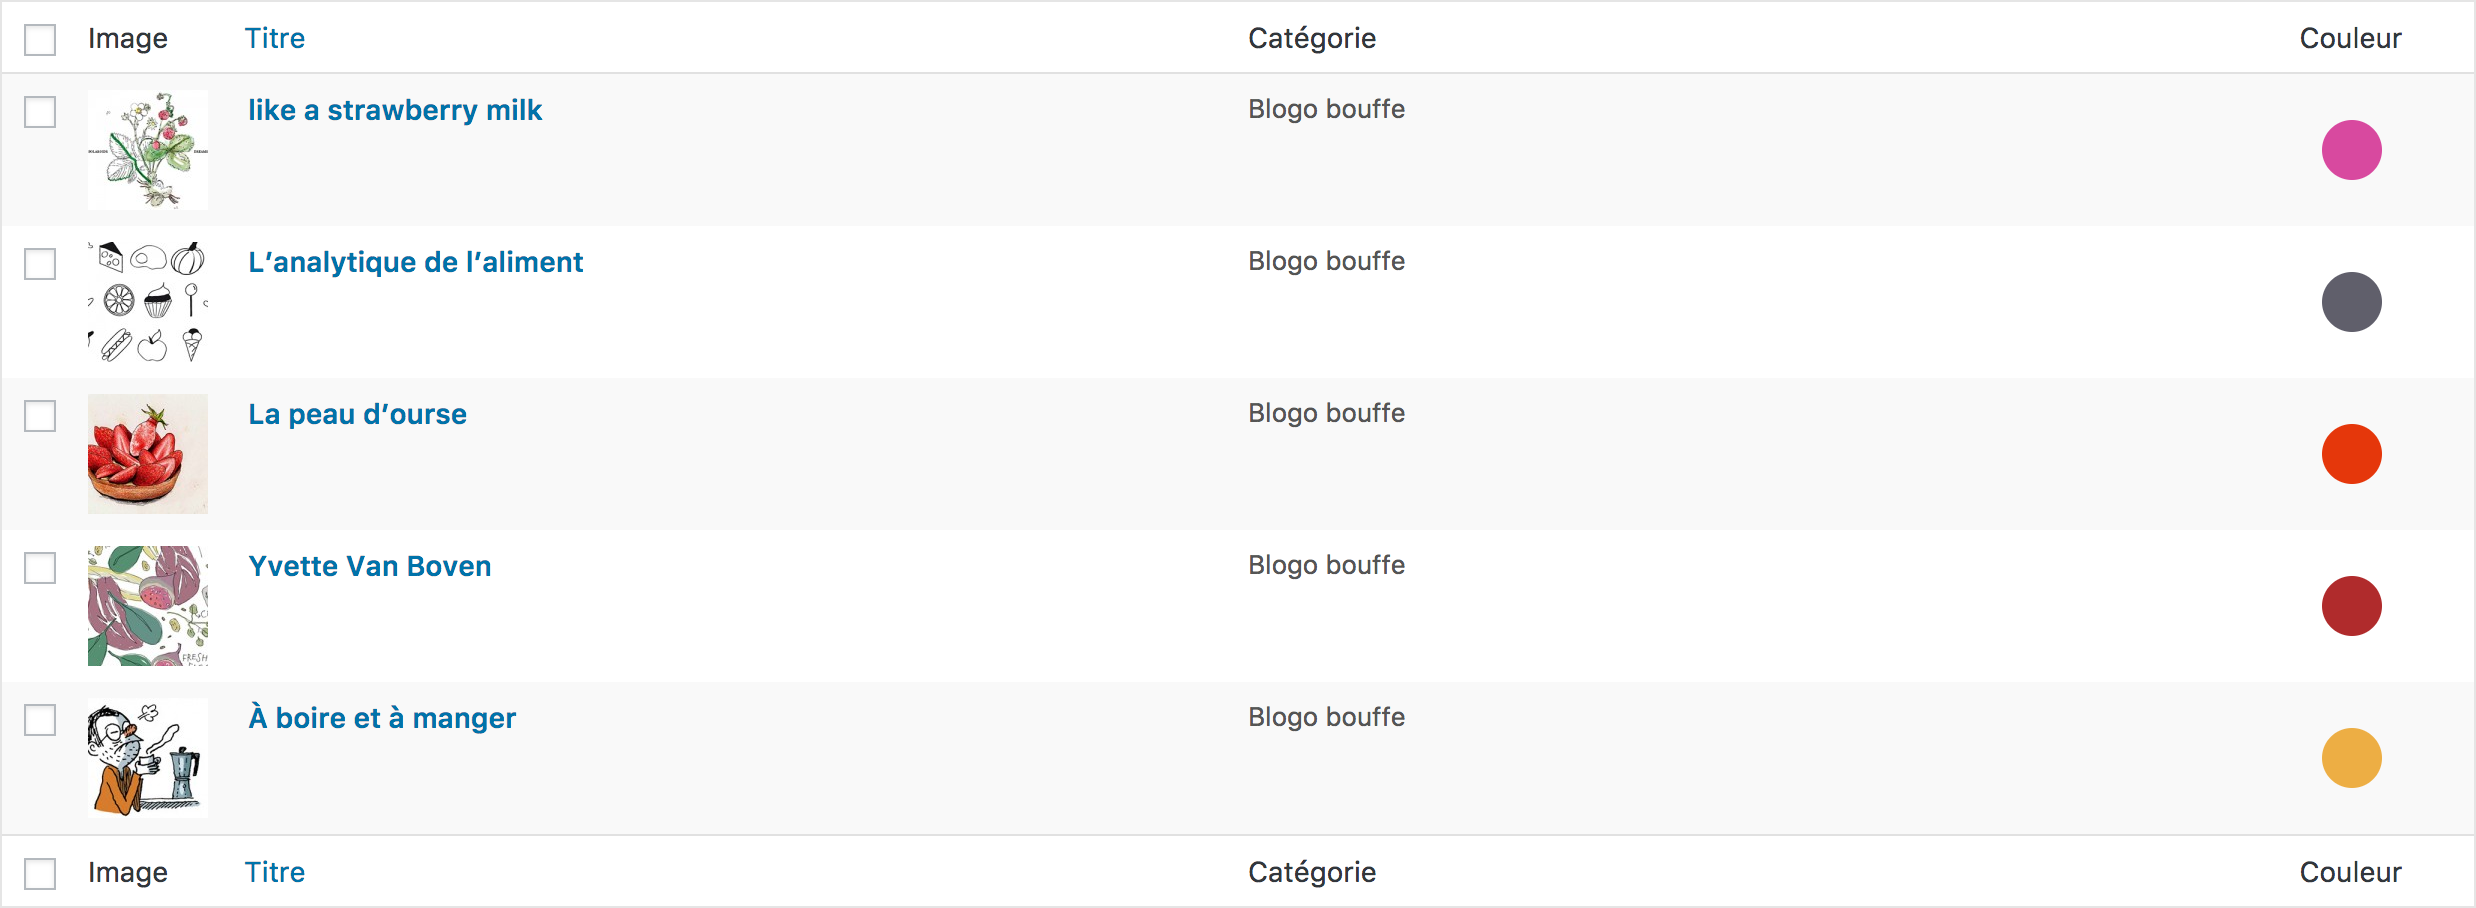 Image Titre Catégorie Couleur
like a strawberry milk Blogo bouffe
L’analytique de l’aliment Blogo bouffe
La peau d’ourse Blogo bouffe
Yvette Van Boven Blogo bouffe
FRESH
À boire et à manger Blogo bouffe
Image Titre Catégorie Couleur